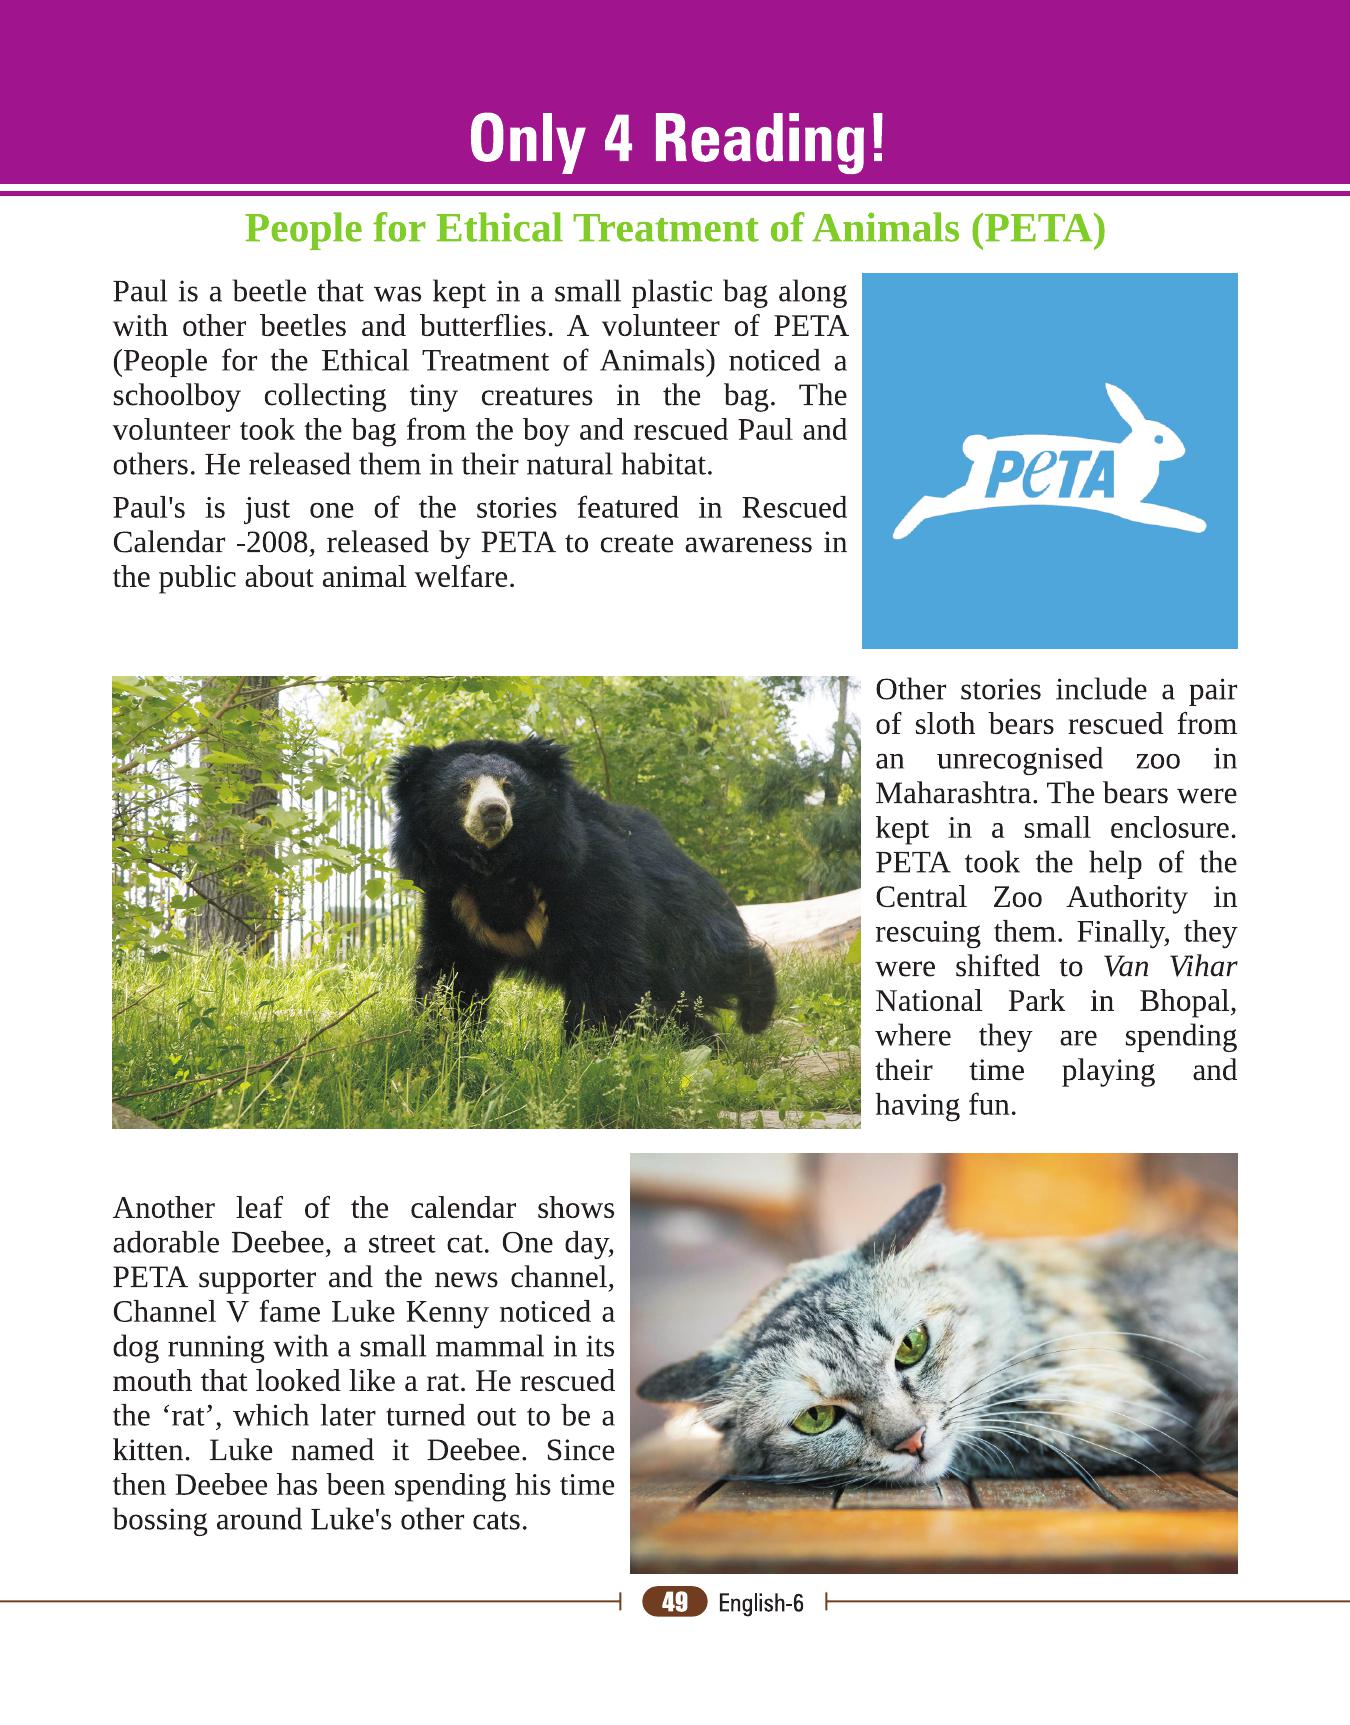 Only 4 Reading!
People for Ethical Treatment of Animals (PETA)
Paul is a beetle that was kept in a small plastic bag along
with other beetles and butterflies. A volunteer of PETA
(People for the Ethical Treatment of Animals) noticed a
schoolboy collecting tiny creatures in the bag. The
volunteer took the bag from the boy and rescued Paul and
others. He released them in their natural habitat.
Paul's is just one of the stories featured in Rescued
Calendar -2008, released by PETA to create awareness in
the public about animal welfare.
PeTA
Other stories include a pair
of sloth bears rescued from
an unrecognised zoo in
Maharashtra. The bears were
kept in a small enclosure.
PETA took the help of the
Central Zoo Authority in
rescuing them. Finally, they
were shifted to Van Vihar
National Park in Bhopal,
where they are spending
their time playing and
having fun.
Another leaf of the calendar shows
adorable Deebee, a street cat. One day,
PETA supporter and the news channel,
Channel V fame Luke Kenny noticed a
dog running with a small mammal in its
mouth that looked like a rat. He rescued
the ‘rat’, which later turned out to be a
kitten. Luke named it Deebee. Since
then Deebee has been spending his time
bossing around Luke's other cats.
49 English-6